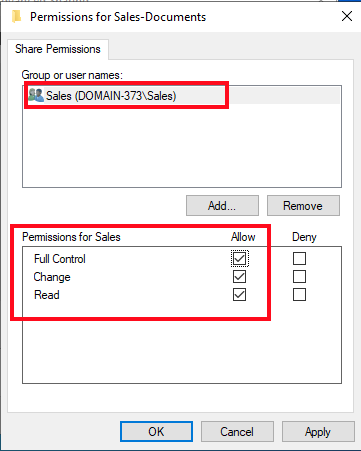 Permissions for Sales-Documents
Share Permissions
Group or user names:
Sales (DOMAIN-373\Sales)
Add...
Remove
Permissions for Sales
Allow
Deny
Full Control
Change
Read
OK
Cancel
Apply